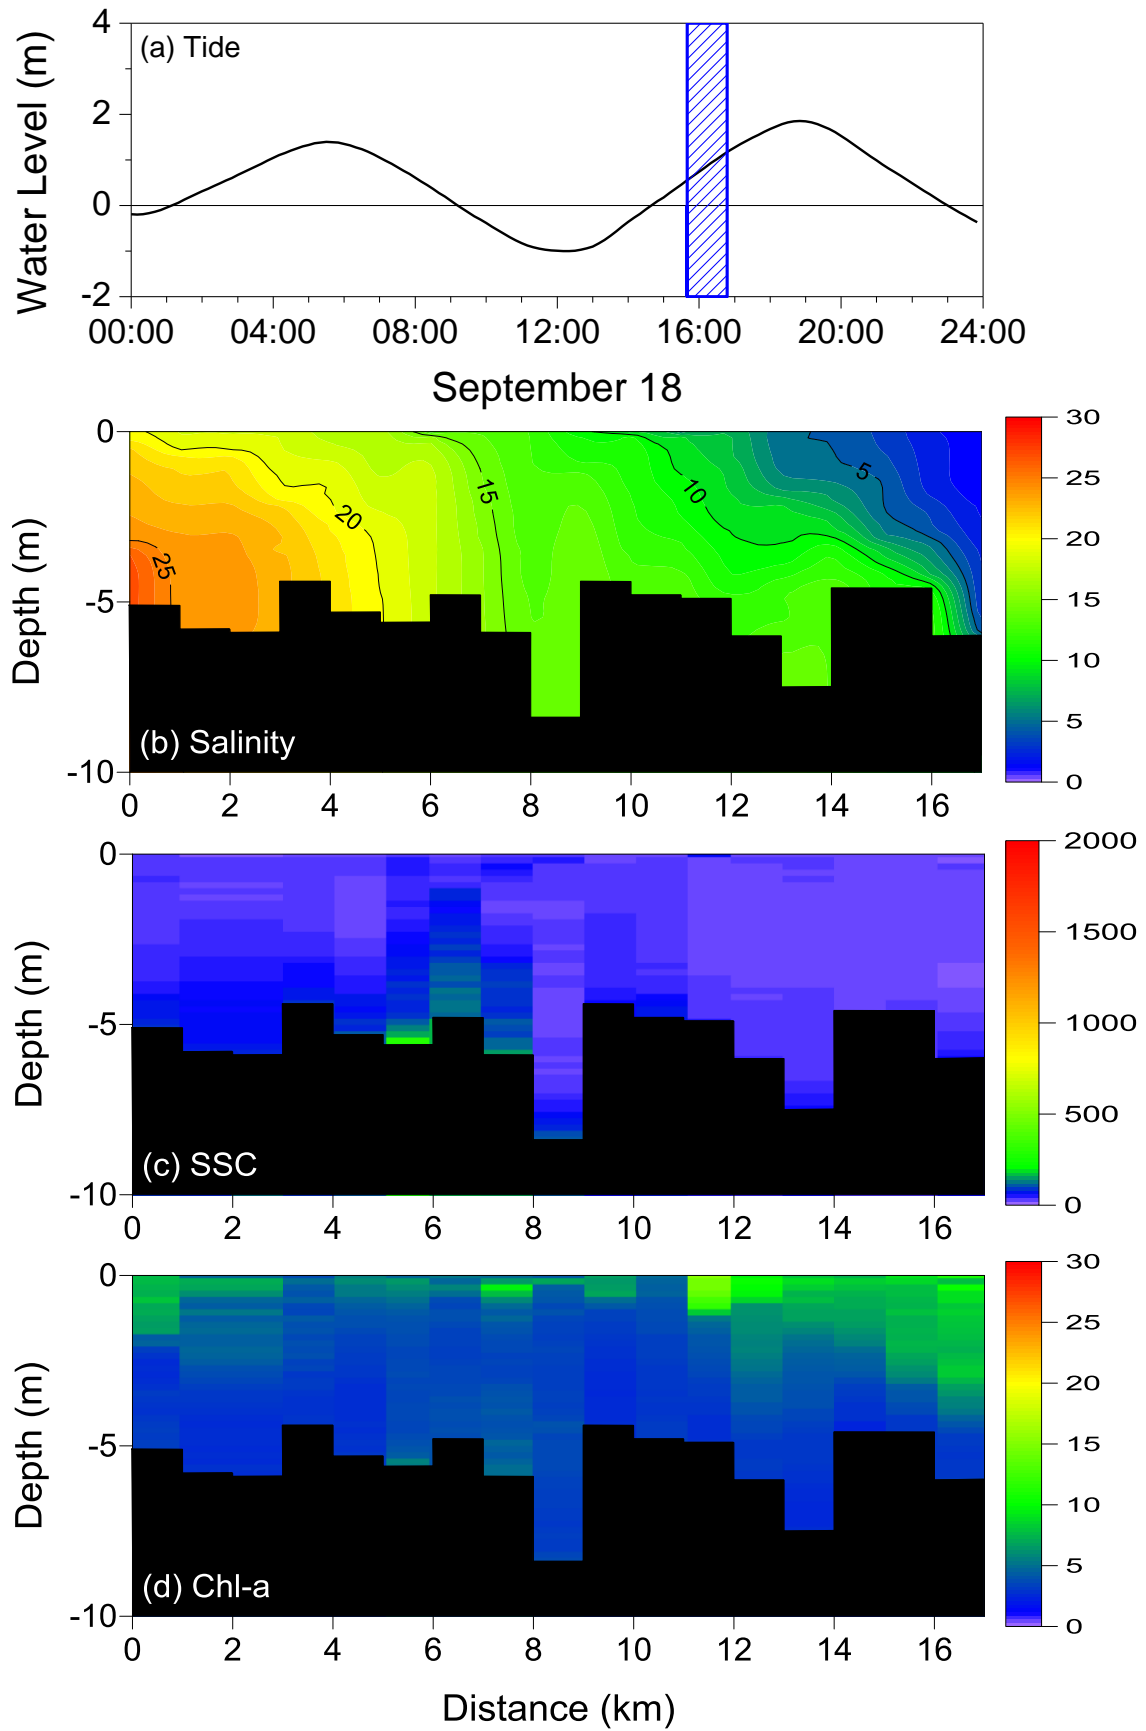 4
(a) Tide
2
0
-2
Water Level (m)
00:00 04:00 08:00 12:00 16:00 20:00 24:00
September 18
0
-5
-10
Depth (m)
20
15
10
5
25
(b) Salinity
0 2 4 6 8 10 12 14 16
30
25
20
15
10
5
0
0
-5
-10
Depth (m)
(c) SSC
0 2 4 6 8 10 12 14 16
2000
1500
1000
500
0
0
-5
-10
Depth (m)
(d) Chl-a
0 2 4 6 8 10 12 14 16
30
25
20
15
10
5
0
Distance (km)